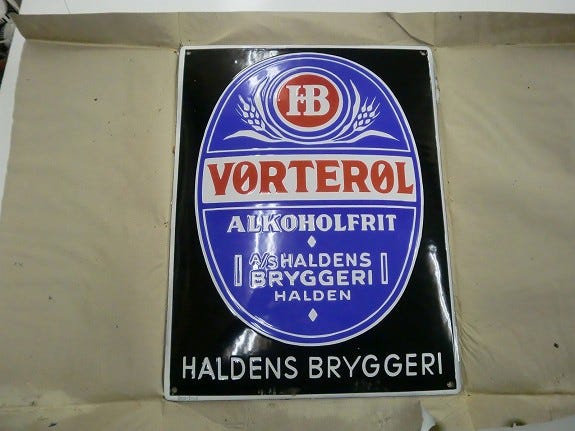 HB
VØRTERØL
ALKOHOLFRIT
A/S HALDENS
BRYGGERI
HALDEN
HALDENS BRYGGERI